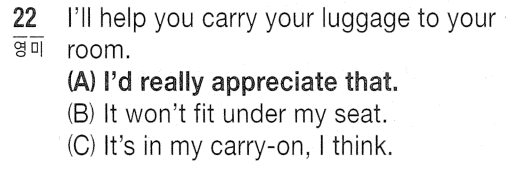 22 I'll help you carry your luggage to your
영미 room.
(A) I'd really appreciate that.
(B) It won't fit under my seat.
(C) It's in my carry-on, I think.